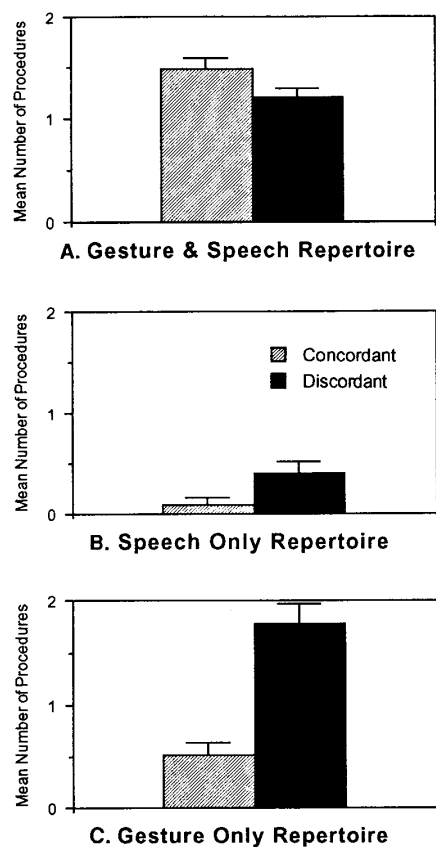 Mean Number of Procedures
2
1
0
A. Gesture & Speech Repertoire
Mean Number of Procedures
2
1
0
Concordant
Discordant
B. Speech Only Repertoire
Mean Number of Procedures
2
1
0
C. Gesture Only Repertoire